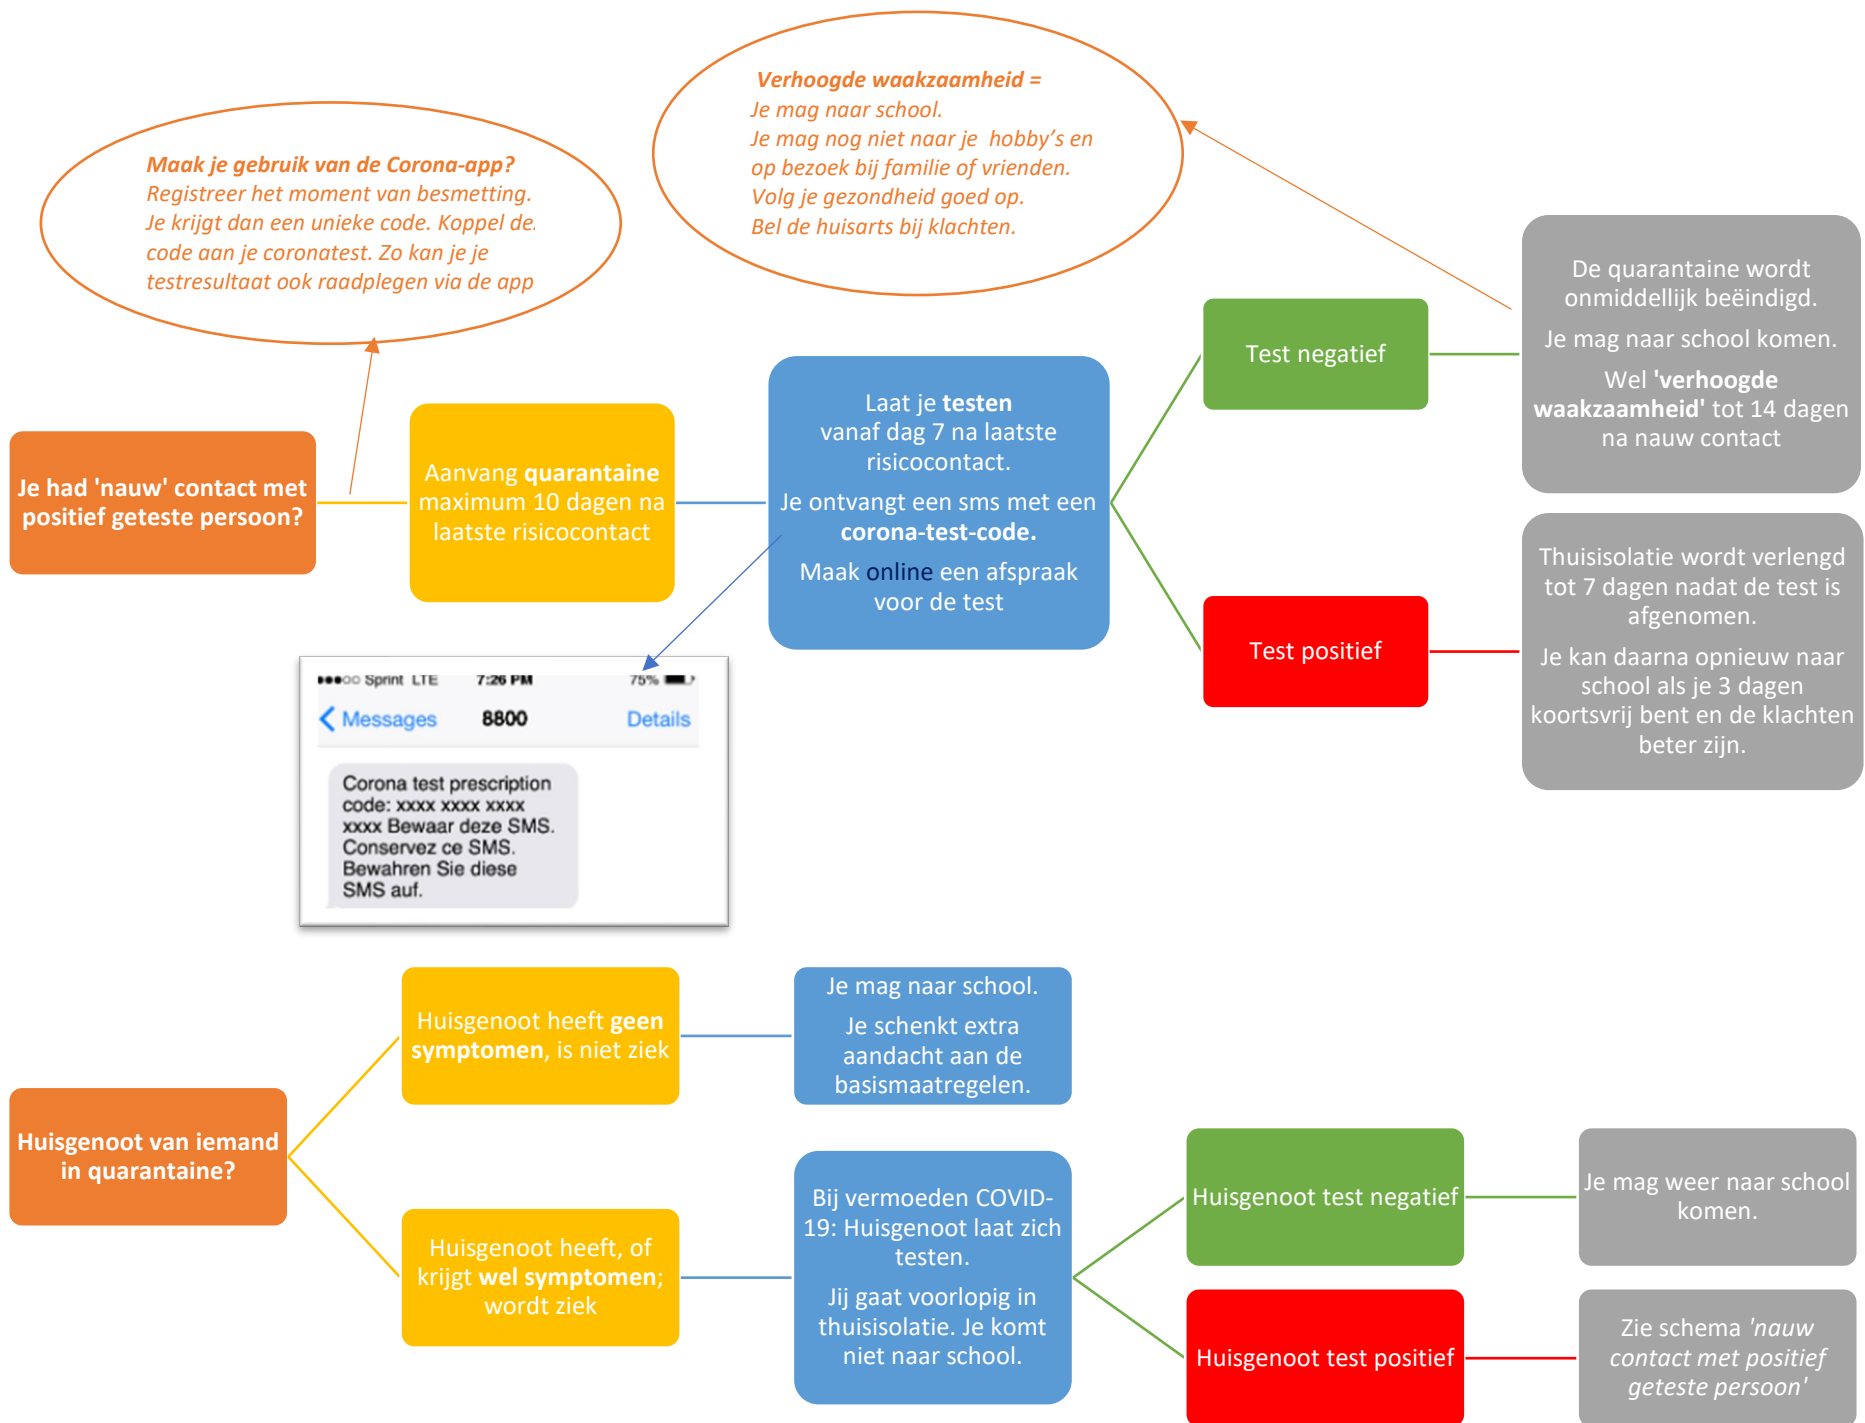 Verhoogde waakzaamheid =
Je mag naar school.
Je mag nog niet naar je hobby's en
op bezoek bij familie of vrienden.
Volg je gezondheid goed op.
Bel de huisarts bij klachten.
Maak je gebruik van de Corona-app?
Registreer het moment van besmetting.
Je krijgt dan een unieke code. Koppel de
code aan je coronatest. Zo kan je je
testresultaat ook raadplegen via de app
Je had 'nauw' contact met
positief geteste persoon?
Aanvang quarantaine
maximum 10 dagen na
laatste risicocontact
Laat je testen
vanaf dag 7 na laatste
risicocontact.
Je ontvangt een sms met een
corona-test-code.
Maak online een afspraak
voor de test
Test negatief
De quarantaine wordt
onmiddellijk beëindigd.
Je mag naar school komen.
Wel 'verhoogde
waakzaamheid' tot 14 dagen
na nauw contact
Test positief
Thuisisolatie wordt verlengd
tot 7 dagen nadat de test is
afgenomen.
Je kan daarna opnieuw naar
school als je 3 dagen
koortsvrij bent en de klachten
beter zijn.
Sprint LTE 7:26 PM 75%
Messages 8800 Details
Corona test prescription
code: xxxx xxxx xxxx
xxxx Bewaar deze SMS.
Conservez ce SMS.
Bewahren Sie diese
SMS auf.
Huisgenoot van iemand
in quarantaine?
Huisgenoot heeft geen
symptomen, is niet ziek
Je mag naar school.
Je schenkt extra
aandacht aan de
basismaatregelen.
Huisgenoot heeft, of
krijgt wel symptomen;
wordt ziek
Bij vermoeden COVID-
19: Huisgenoot laat zich
testen.
Jij gaat voorlopig in
thuisisolatie. Je komt
niet naar school.
Huisgenoot test negatief
Je mag weer naar school
komen.
Huisgenoot test positief
Zie schema 'nauw
contact met positief
geteste persoon'